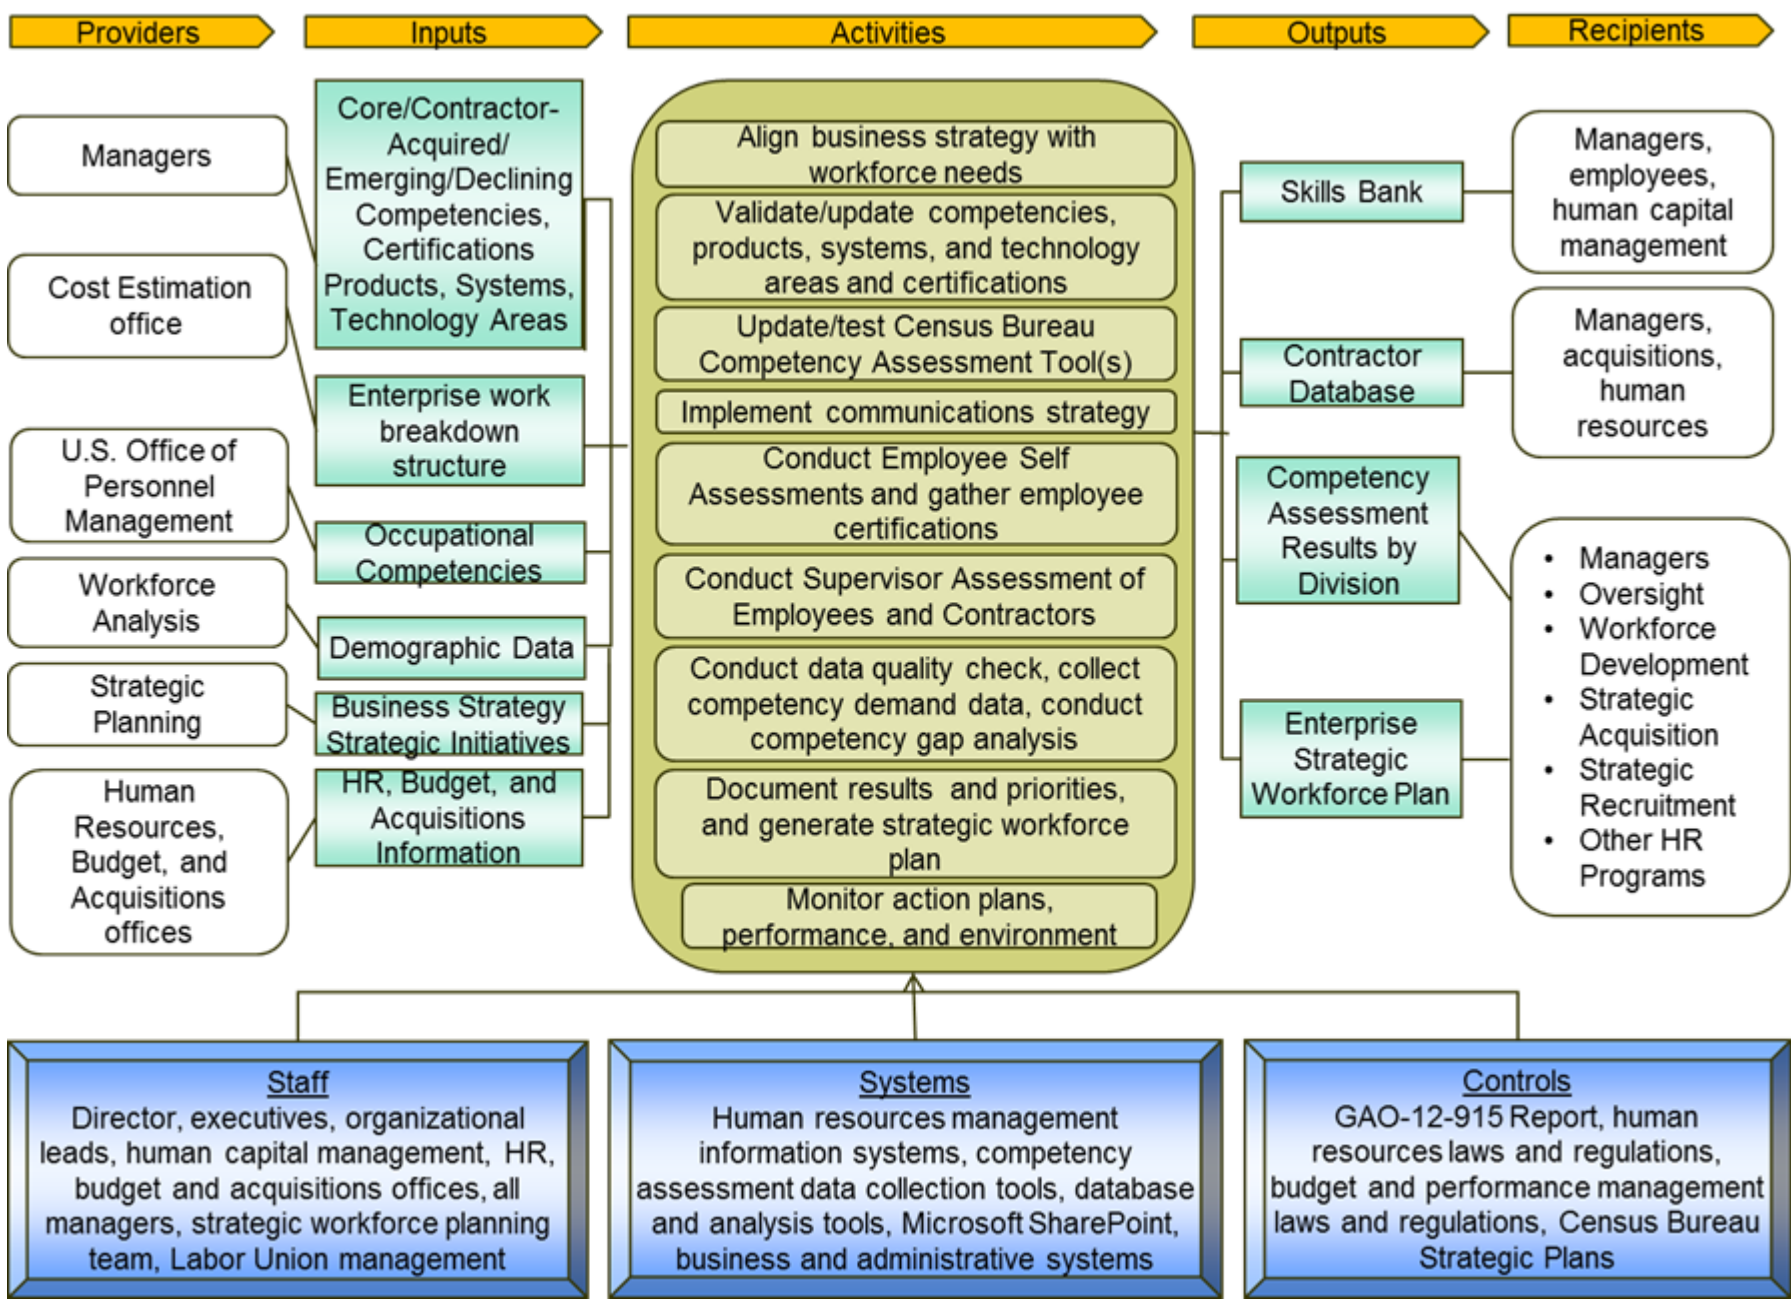 Providers
Inputs
Activities
Outputs
Recipients
Managers
Cost Estimation
office
U.S. Office of
Personnel
Management
Workforce
Analysis
Strategic
Planning
Human
Resources,
Budget, and
Acquisitions
offices
Core/Contractor-
Acquired/
Emerging/Declining
Competencies,
Certifications
Products, Systems,
Technology Areas
Enterprise work
breakdown
structure
Occupational
Competencies
Demographic Data
Business Strategy
Strategic Initiatives
HR, Budget, and
Acquisitions
Information
Align business strategy with
workforce needs
Validate/update competencies,
products, systems, and technology
areas and certifications
Update/test Census Bureau
Competency Assessment Tool(s)
Implement communications strategy
Conduct Employee Self
Assessments and gather employee
certifications
Conduct Supervisor Assessment of
Employees and Contractors
Conduct data quality check, collect
competency demand data, conduct
competency gap analysis
Document results and priorities,
and generate strategic workforce
plan
Monitor action plans,
performance, and environment
Skills Bank
Contractor
Database
Competency
Assessment
Results by
Division
Enterprise
Strategic
Workforce Plan
Managers,
employees,
human capital
management
Managers,
acquisitions,
human
resources
• Managers
• Oversight
• Workforce
Development
• Strategic
Acquisition
• Strategic
Recruitment
• Other HR
Programs
Staff
Director, executives, organizational
leads, human capital management, HR,
budget and acquisitions offices, all
managers, strategic workforce planning
team, Labor Union management
Systems
Human resources management
information systems, competency
assessment data collection tools, database
and analysis tools, Microsoft SharePoint,
business and administrative systems
Controls
GAO-12-915 Report, human
resources laws and regulations,
budget and performance management
laws and regulations, Census Bureau
Strategic Plans